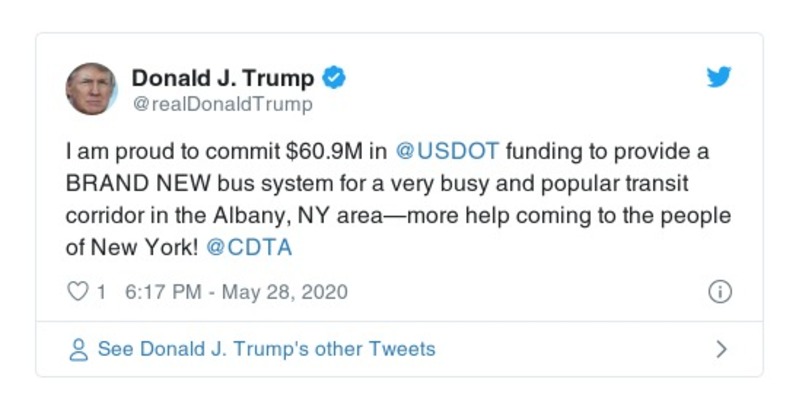 Donald J. Trump
@realDonaldTrump
I am proud to commit $60.9M in @USDOT funding to provide a
BRAND NEW bus system for a very busy and popular transit
corridor in the Albany, NY area—more help coming to the people
of New York! @CDTA
1 6:17 PM - May 28, 2020
See Donald J. Trump's other Tweets